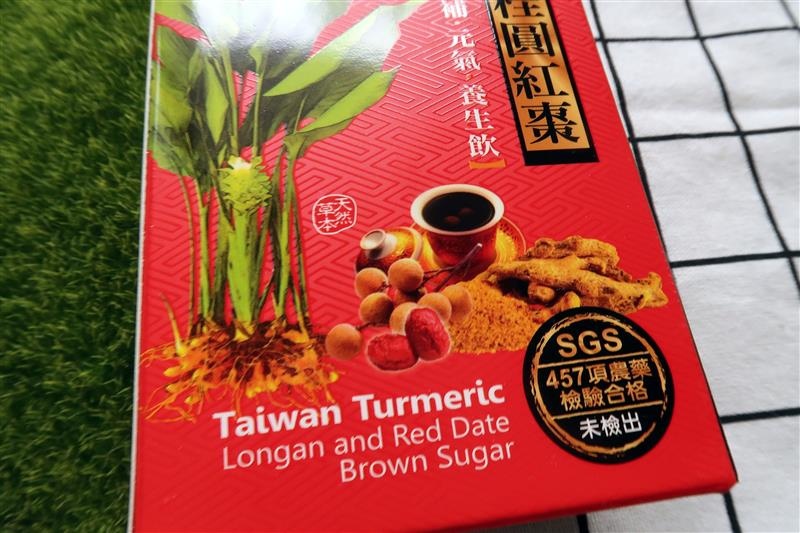 桂圓紅棗
補·元氣·養生飲
天然
草本
Taiwan Turmeric
Longan and Red Date
Brown Sugar
SGS
457項農藥
檢驗合格
未檢出